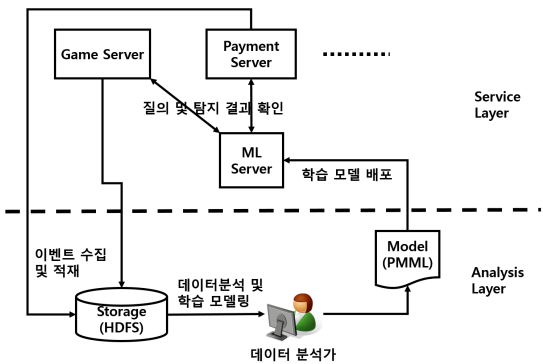 Game Server
Payment
Server
질의 및 탐지 결과 확인
Service
Layer
ML
Server
학습 모델 배포
이벤트 수집
및 적재
Model
(PMML)
데이터분석 및
학습 모델링
Analysis
Layer
Storage
(HDFS)
데이터 분석가